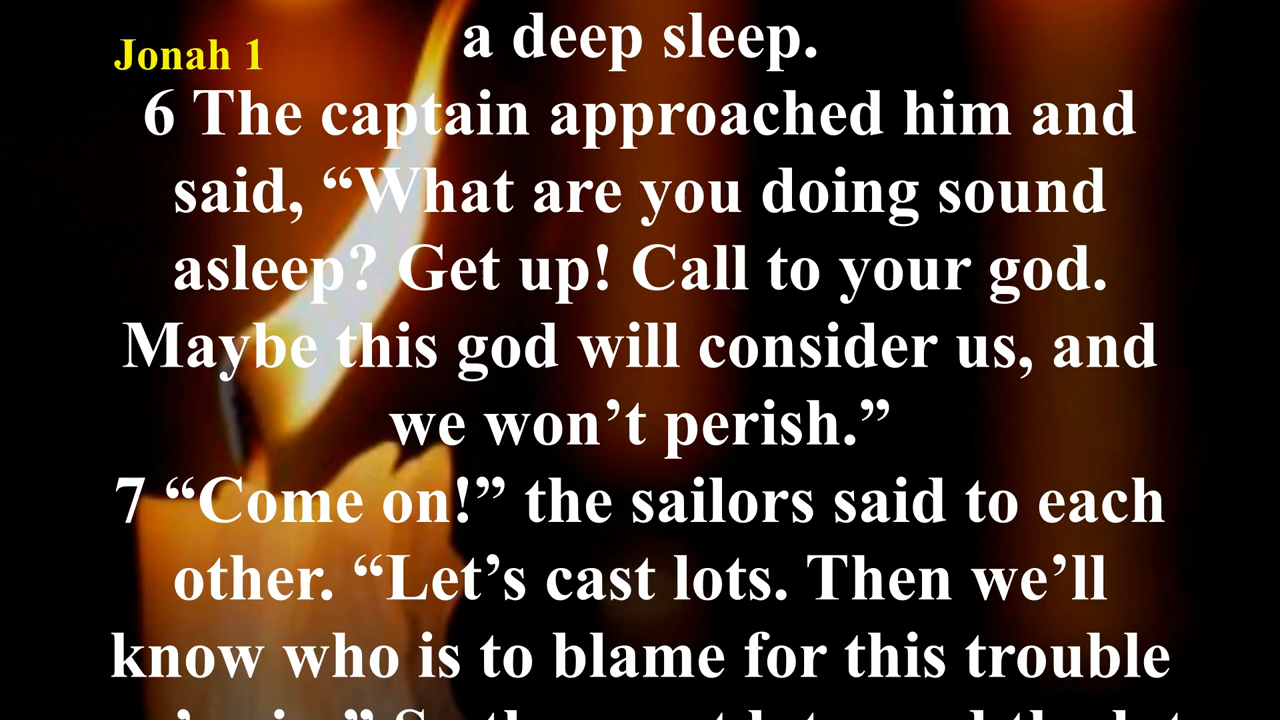 a deep sleep.
Jonah 1
6 The captain approached him and
said, “What are you doing sound
asleep? Get up! Call to your god.
Maybe this god will consider us, and
we won’t perish.”
7 “Come on!” the sailors said to each
other. “Let’s cast lots. Then we’ll
know who is to blame for this trouble